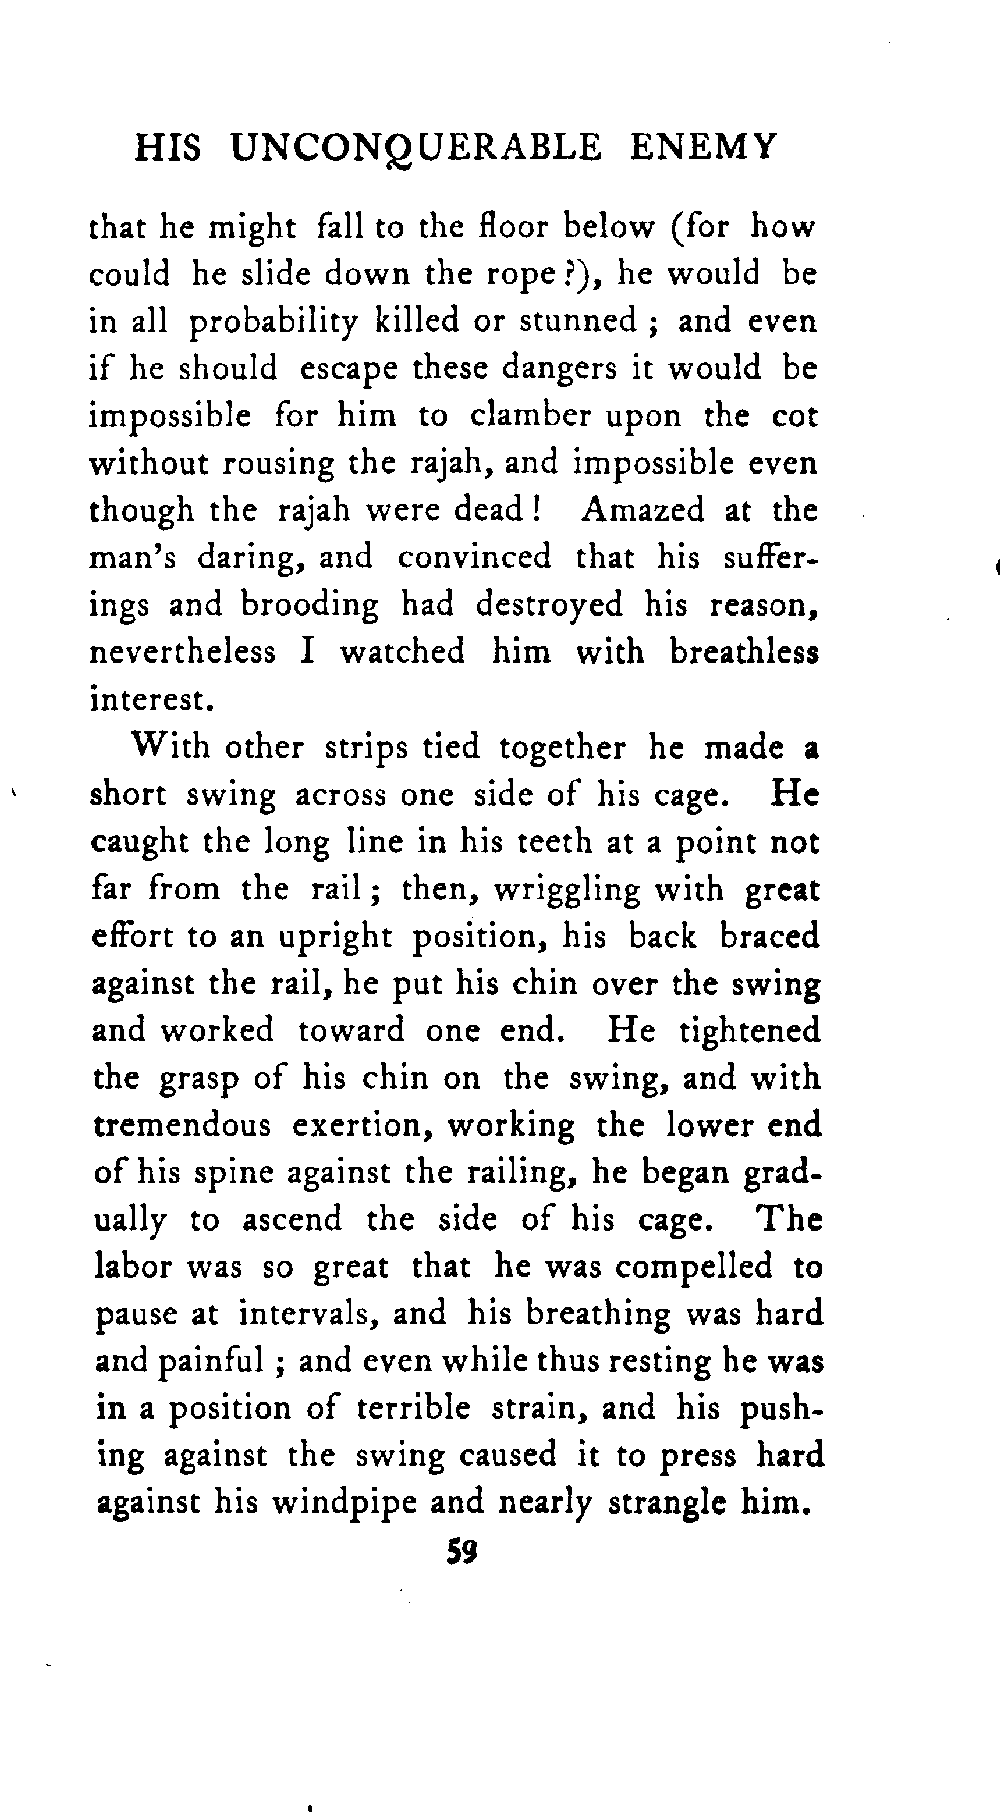 HIS UNCONQUERABLE ENEMY
that he might fall to the floor below (for how
could he slide down the rope ?), he would be
in all probability killed or stunned ; and even
if he should escape these dangers it would be
impossible for him to clamber upon the cot
without rousing the rajah, and impossible even
though the rajah were dead ! Amazed at the
man's daring, and convinced that his suffer-
ings and brooding had destroyed his reason,
nevertheless I watched him with breathless
interest.
With other strips tied together he made a
short swing across one side of his cage. He
caught the long line in his teeth at a point not
far from the rail ; then, wriggling with great
effort to an upright position, his back braced
against the rail, he put his chin over the swing
and worked toward one end. He tightened
the grasp of his chin on the swing, and with
tremendous exertion, working the lower end
of his spine against the railing, he began grad-
ually to ascend the side of his cage. The
labor was so great that he was compelled to
pause at intervals, and his breathing was hard
and painful ; and even while thus resting he was
in a position of terrible strain, and his push-
ing against the swing caused it to press hard
against his windpipe and nearly strangle him.
59